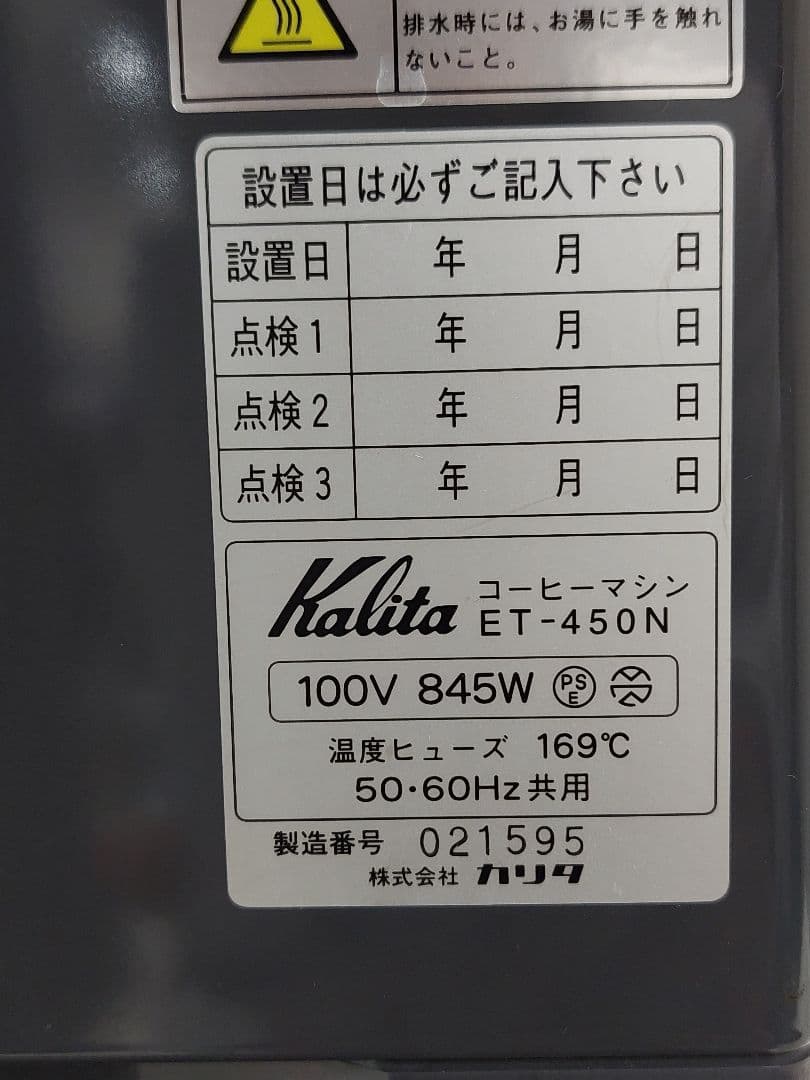 排水時には、お湯に手を触れ
ないこと。
設置日は必ずご記入下さい
設置日 年 月 日
点検1 年 月 日
点検2 年 月 日
点検3 年 月 日
Kalita コーヒーマシン
ET-450N
100V 845W PSE
温度ヒューズ 169℃
50・60Hz共用
製造番号 021595
株式会社 カリタ